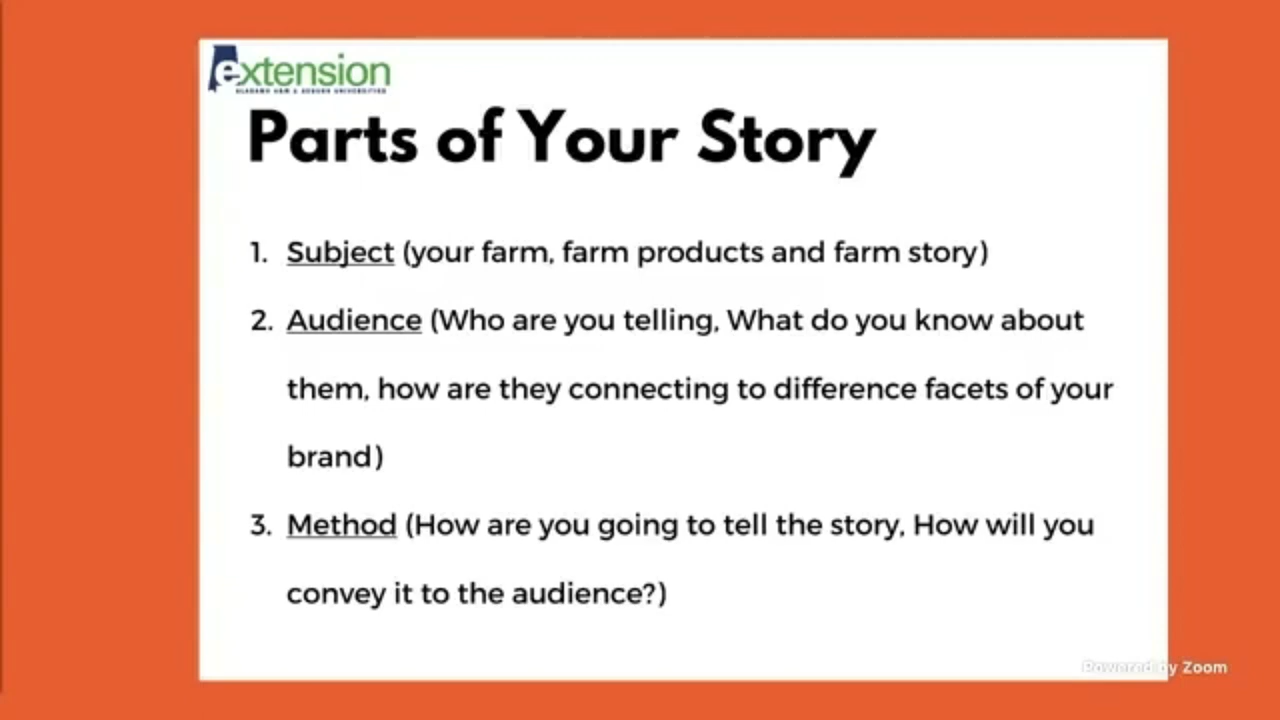 extension
ALABAMA A&M & AUBURN UNIVERSITIES
Parts of Your Story
1. Subject (your farm, farm products and farm story)
2. Audience (Who are you telling, What do you know about
them, how are they connecting to difference facets of your
brand)
3. Method (How are you going to tell the story, How will you
convey it to the audience?)
Powered by Zoom